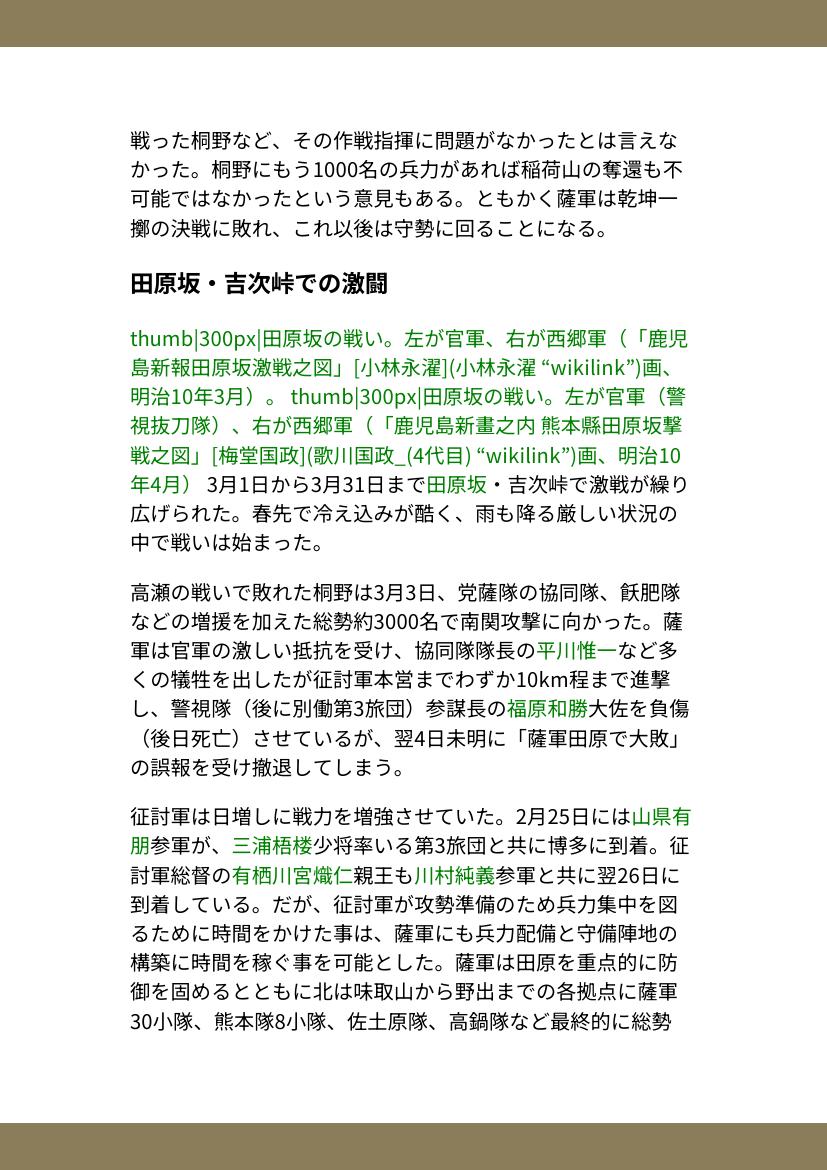 戦った桐野など、その作戦指揮に問題がなかったとは言えな
かった。桐野にもう1000名の兵力があれば稲荷山の奪還も不
可能ではなかったという意見もある。ともかく薩軍は乾坤一
擲の決戦に敗れ、これ以後は守勢に回ることになる。
田原坂・吉次峠での激闘
thumb|300px|田原坂の戦い。左が官軍、右が西郷軍（「鹿児
島新報田原坂激戦之図」[小林永濯](小林永濯 “wikilink”)画、
明治10年3月）。 thumb|300px|田原坂の戦い。左が官軍（警
視抜刀隊）、右が西郷軍（「鹿児島新畫之内 熊本縣田原坂撃
戦之図」[梅堂国政](歌川国政_(4代目) “wikilink”)画、明治10
年4月） 3月1日から3月31日まで田原坂・吉次峠で激戦が繰り
広げられた。春先で冷え込みが酷く、雨も降る厳しい状況の
中で戦いは始まった。
高瀬の戦いで敗れた桐野は3月3日、党薩隊の協同隊、飫肥隊
などの増援を加えた総勢約3000名で南関攻撃に向かった。薩
軍は官軍の激しい抵抗を受け、協同隊隊長の平川惟一など多
くの犠牲を出したが征討軍本営までわずか10km程まで進撃
し、警視隊（後に別働第3旅団）参謀長の福原和勝大佐を負傷
（後日死亡）させているが、翌4日未明に「薩軍田原で大敗」
の誤報を受け撤退してしまう。
征討軍は日増しに戦力を増強させていた。2月25日には山県有
朋参軍が、三浦梧楼少将率いる第3旅団と共に博多に到着。征
討軍総督の有栖川宮熾仁親王も川村純義参軍と共に翌26日に
到着している。だが、征討軍が攻勢準備のため兵力集中を図
るために時間をかけた事は、薩軍にも兵力配備と守備陣地の
構築に時間を稼ぐ事を可能とした。薩軍は田原を重点的に防
御を固めるとともに北は味取山から野出までの各拠点に薩軍
30小隊、熊本隊8小隊、佐土原隊、高鍋隊など最終的に総勢